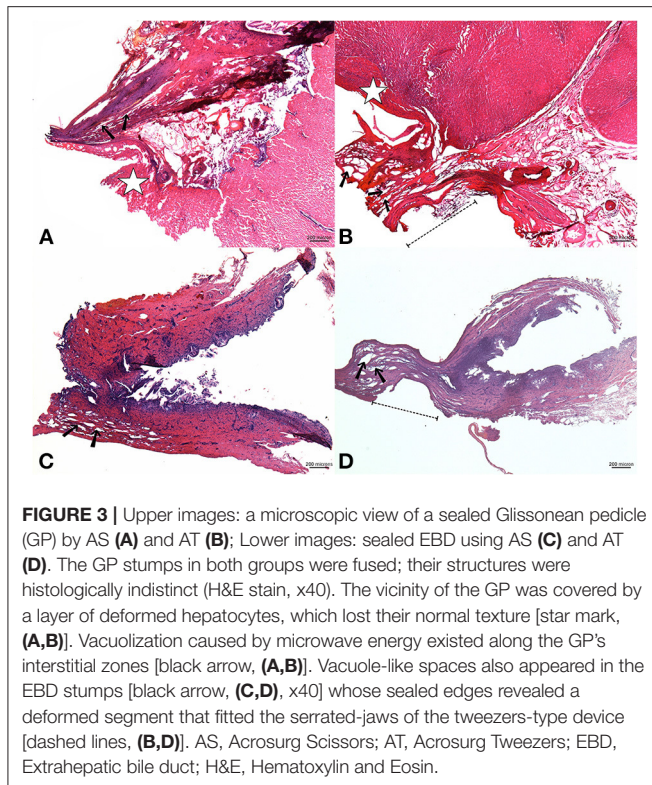 A
200 micron
B
200 micron
C
200 microns
D
200 micron
FIGURE 3 | Upper images: a microscopic view of a sealed Glissonean pedicle
(GP) by AS (A) and AT (B); Lower images: sealed EBD using AS (C) and AT
(D). The GP stumps in both groups were fused; their structures were
histologically indistinct (H&E stain, x40). The vicinity of the GP was covered by
a layer of deformed hepatocytes, which lost their normal texture [star mark,
(A,B)]. Vacuolization caused by microwave energy existed along the GP's
interstitial zones [black arrow, (A,B)]. Vacuole-like spaces also appeared in the
EBD stumps [black arrow, (C,D), x40] whose sealed edges revealed a
deformed segment that fitted the serrated-jaws of the tweezers-type device
[dashed lines, (B,D)]. AS, Acrosurg Scissors; AT, Acrosurg Tweezers; EBD,
Extrahepatic bile duct; H&E, Hematoxylin and Eosin.